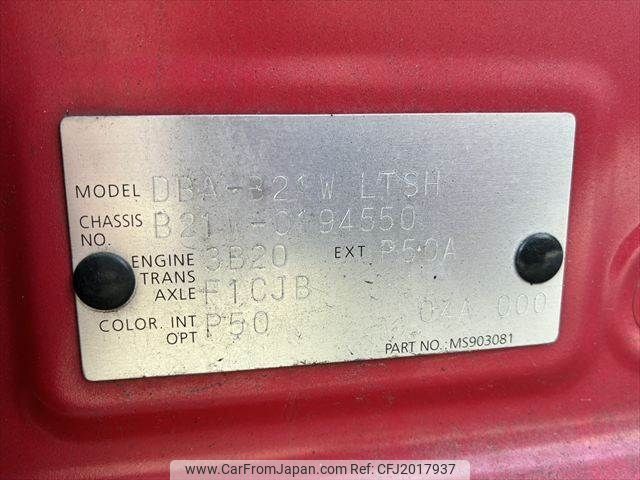 MODEL DBA-B21W LTSH
CHASSIS NO. B21W-0194550
ENGINE 3B20 EXT P50A
TRANS AXLE F1CJB
COLOR. INT OPT P50 000
PART NO.: MS903081
www.CarFromJapan.com | Ref Code: CFJ2017937